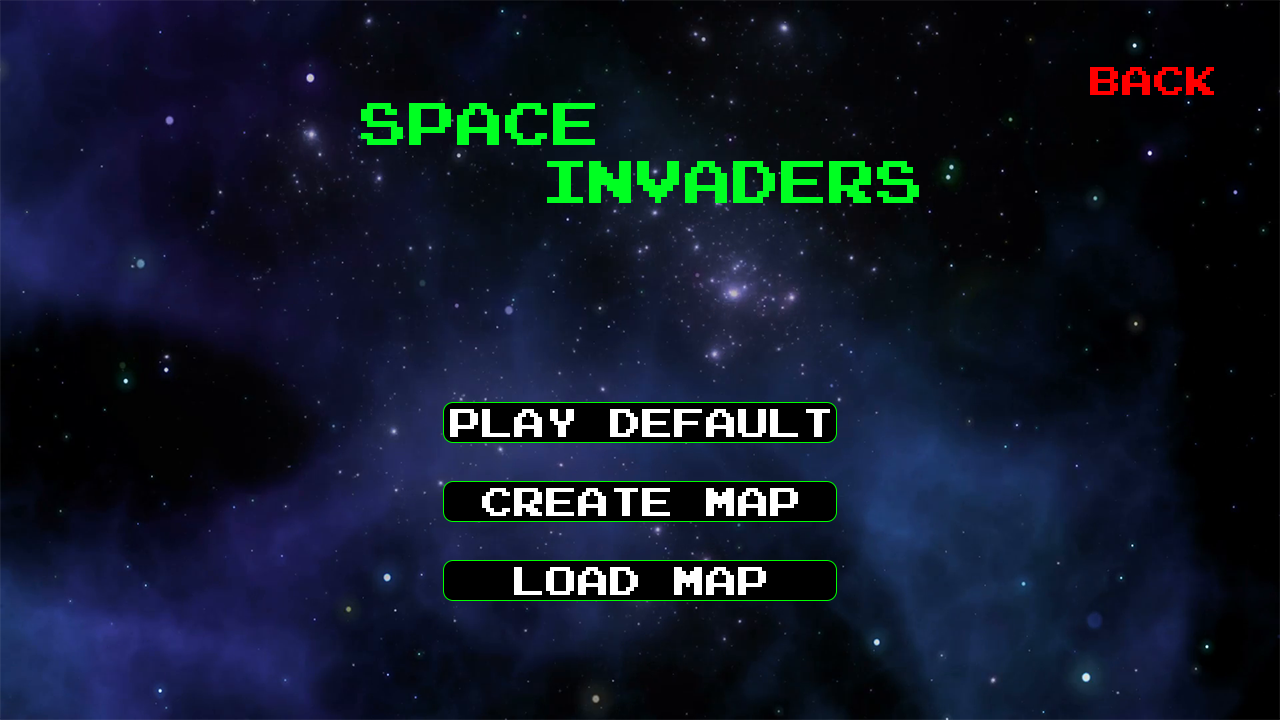 BACK
SPACE
INVADERS
PLAY DEFAULT
CREATE MAP
LOAD MAP